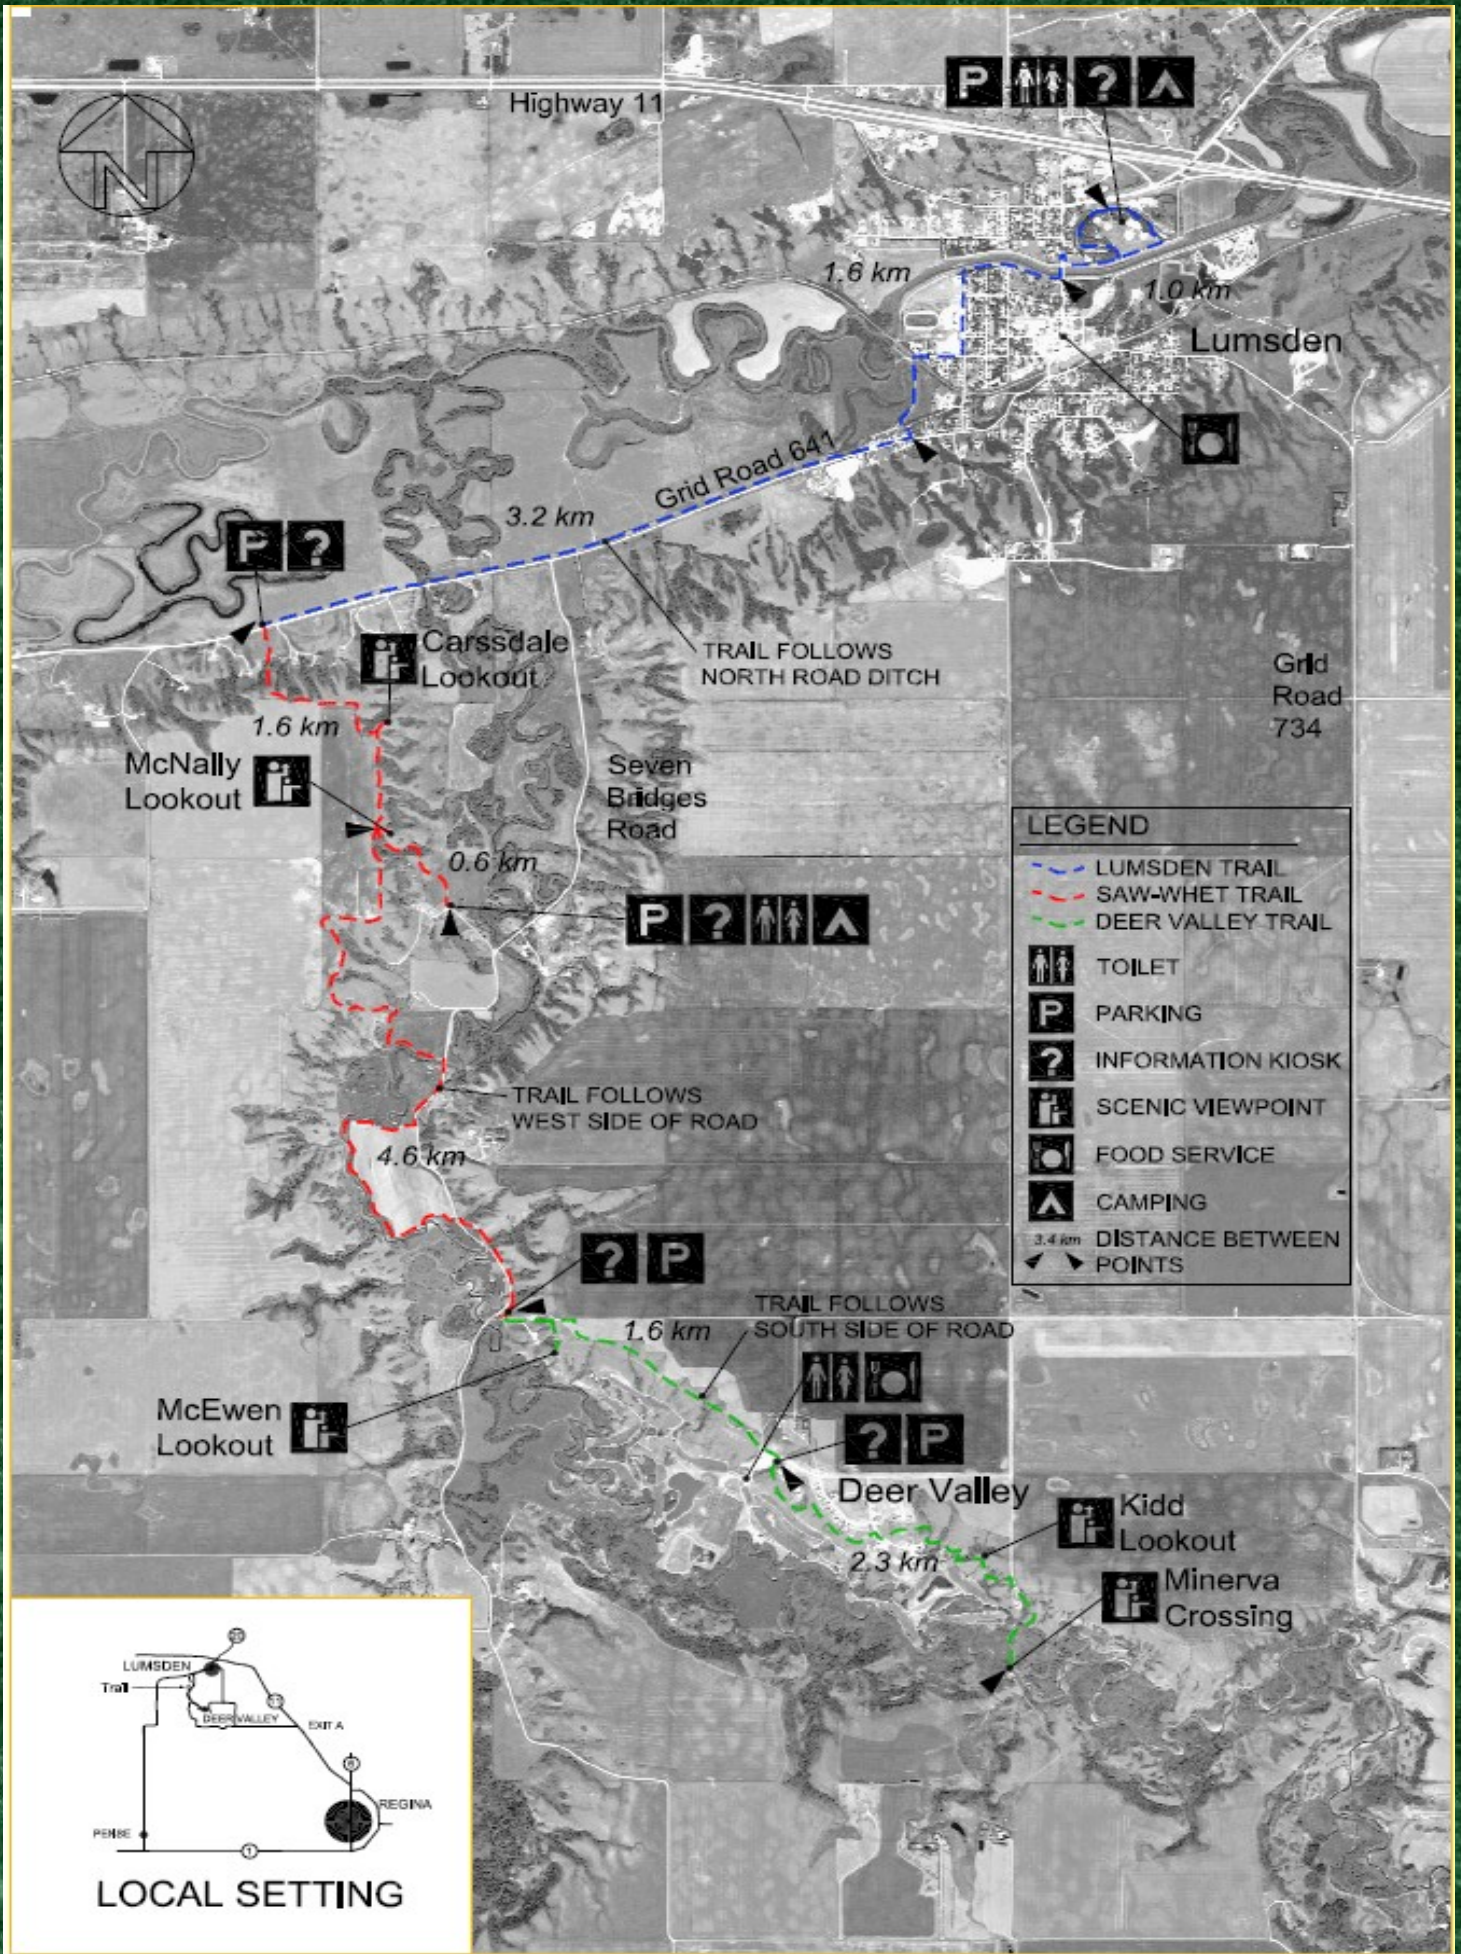 Highway 11
P
?
N
1.6 km
1.0 km
Lumsden
Grid Road 641
3.2 km
P
?
Carssdale
Lookout
TRAIL FOLLOWS
NORTH ROAD DITCH
Grid
Road
734
1.6 km
McNally
Lookout
Seven
Bridges
Road
0.6 km
P
?
LEGEND
LUMSDEN TRAIL
SAW-WHET TRAIL
DEER VALLEY TRAIL
TOILET
P
PARKING
?
INFORMATION KIOSK
SCENIC VIEWPOINT
FOOD SERVICE
CAMPING
3.4 km
DISTANCE BETWEEN
POINTS
TRAIL FOLLOWS
WEST SIDE OF ROAD
4.6 km
?
P
TRAIL FOLLOWS
SOUTH SIDE OF ROAD
1.6 km
McEwen
Lookout
?
P
Deer Valley
Kidd
Lookout
2.3 km
Minerva
Crossing
LUMSDEN
Trail
11
DEER VALLEY
EXIT A
6
REGINA
PENSE
1
LOCAL SETTING